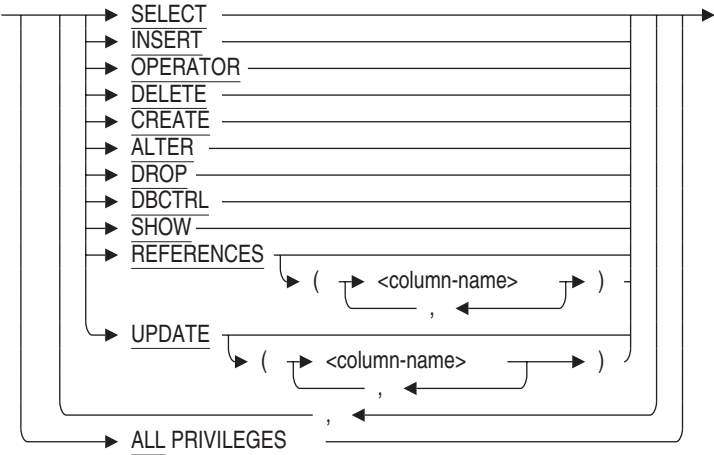 SELECT
INSERT
OPERATOR
DELETE
CREATE
ALTER
DROP
DBCTRL
SHOW
REFERENCES
( <column-name> )
,
UPDATE
( <column-name> )
,
,
ALL PRIVILEGES